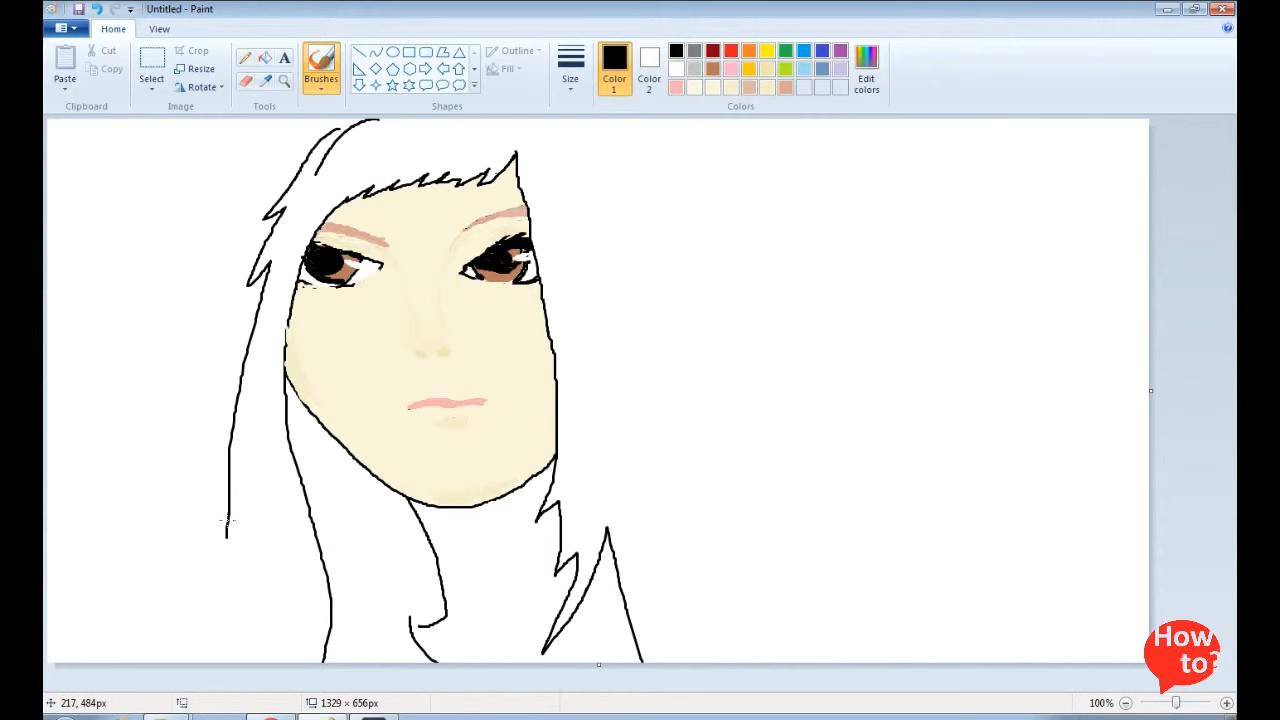 Untitled - Paint
Home
View
Paste
Cut
Copy
Clipboard
Select
Crop
Resize
Rotate
Image
A
Tools
Brushes
Outline
Fill
Shapes
Size
Color
1
Color
2
Edit
colors
Colors
How
to?
217, 484px
1329 × 656px
100%